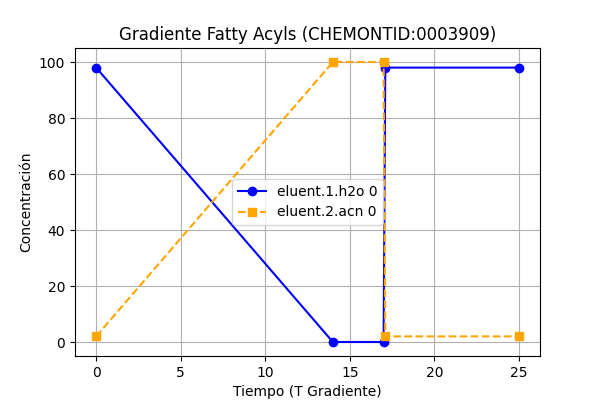 Gradiente Fatty Acyls (CHEMONTID:0003909)
Concentración
100
80
60
40
20
0
eluent.1.h2o 0
eluent.2.acn 0
0 5 10 15 20 25
Tiempo (T Gradiente)